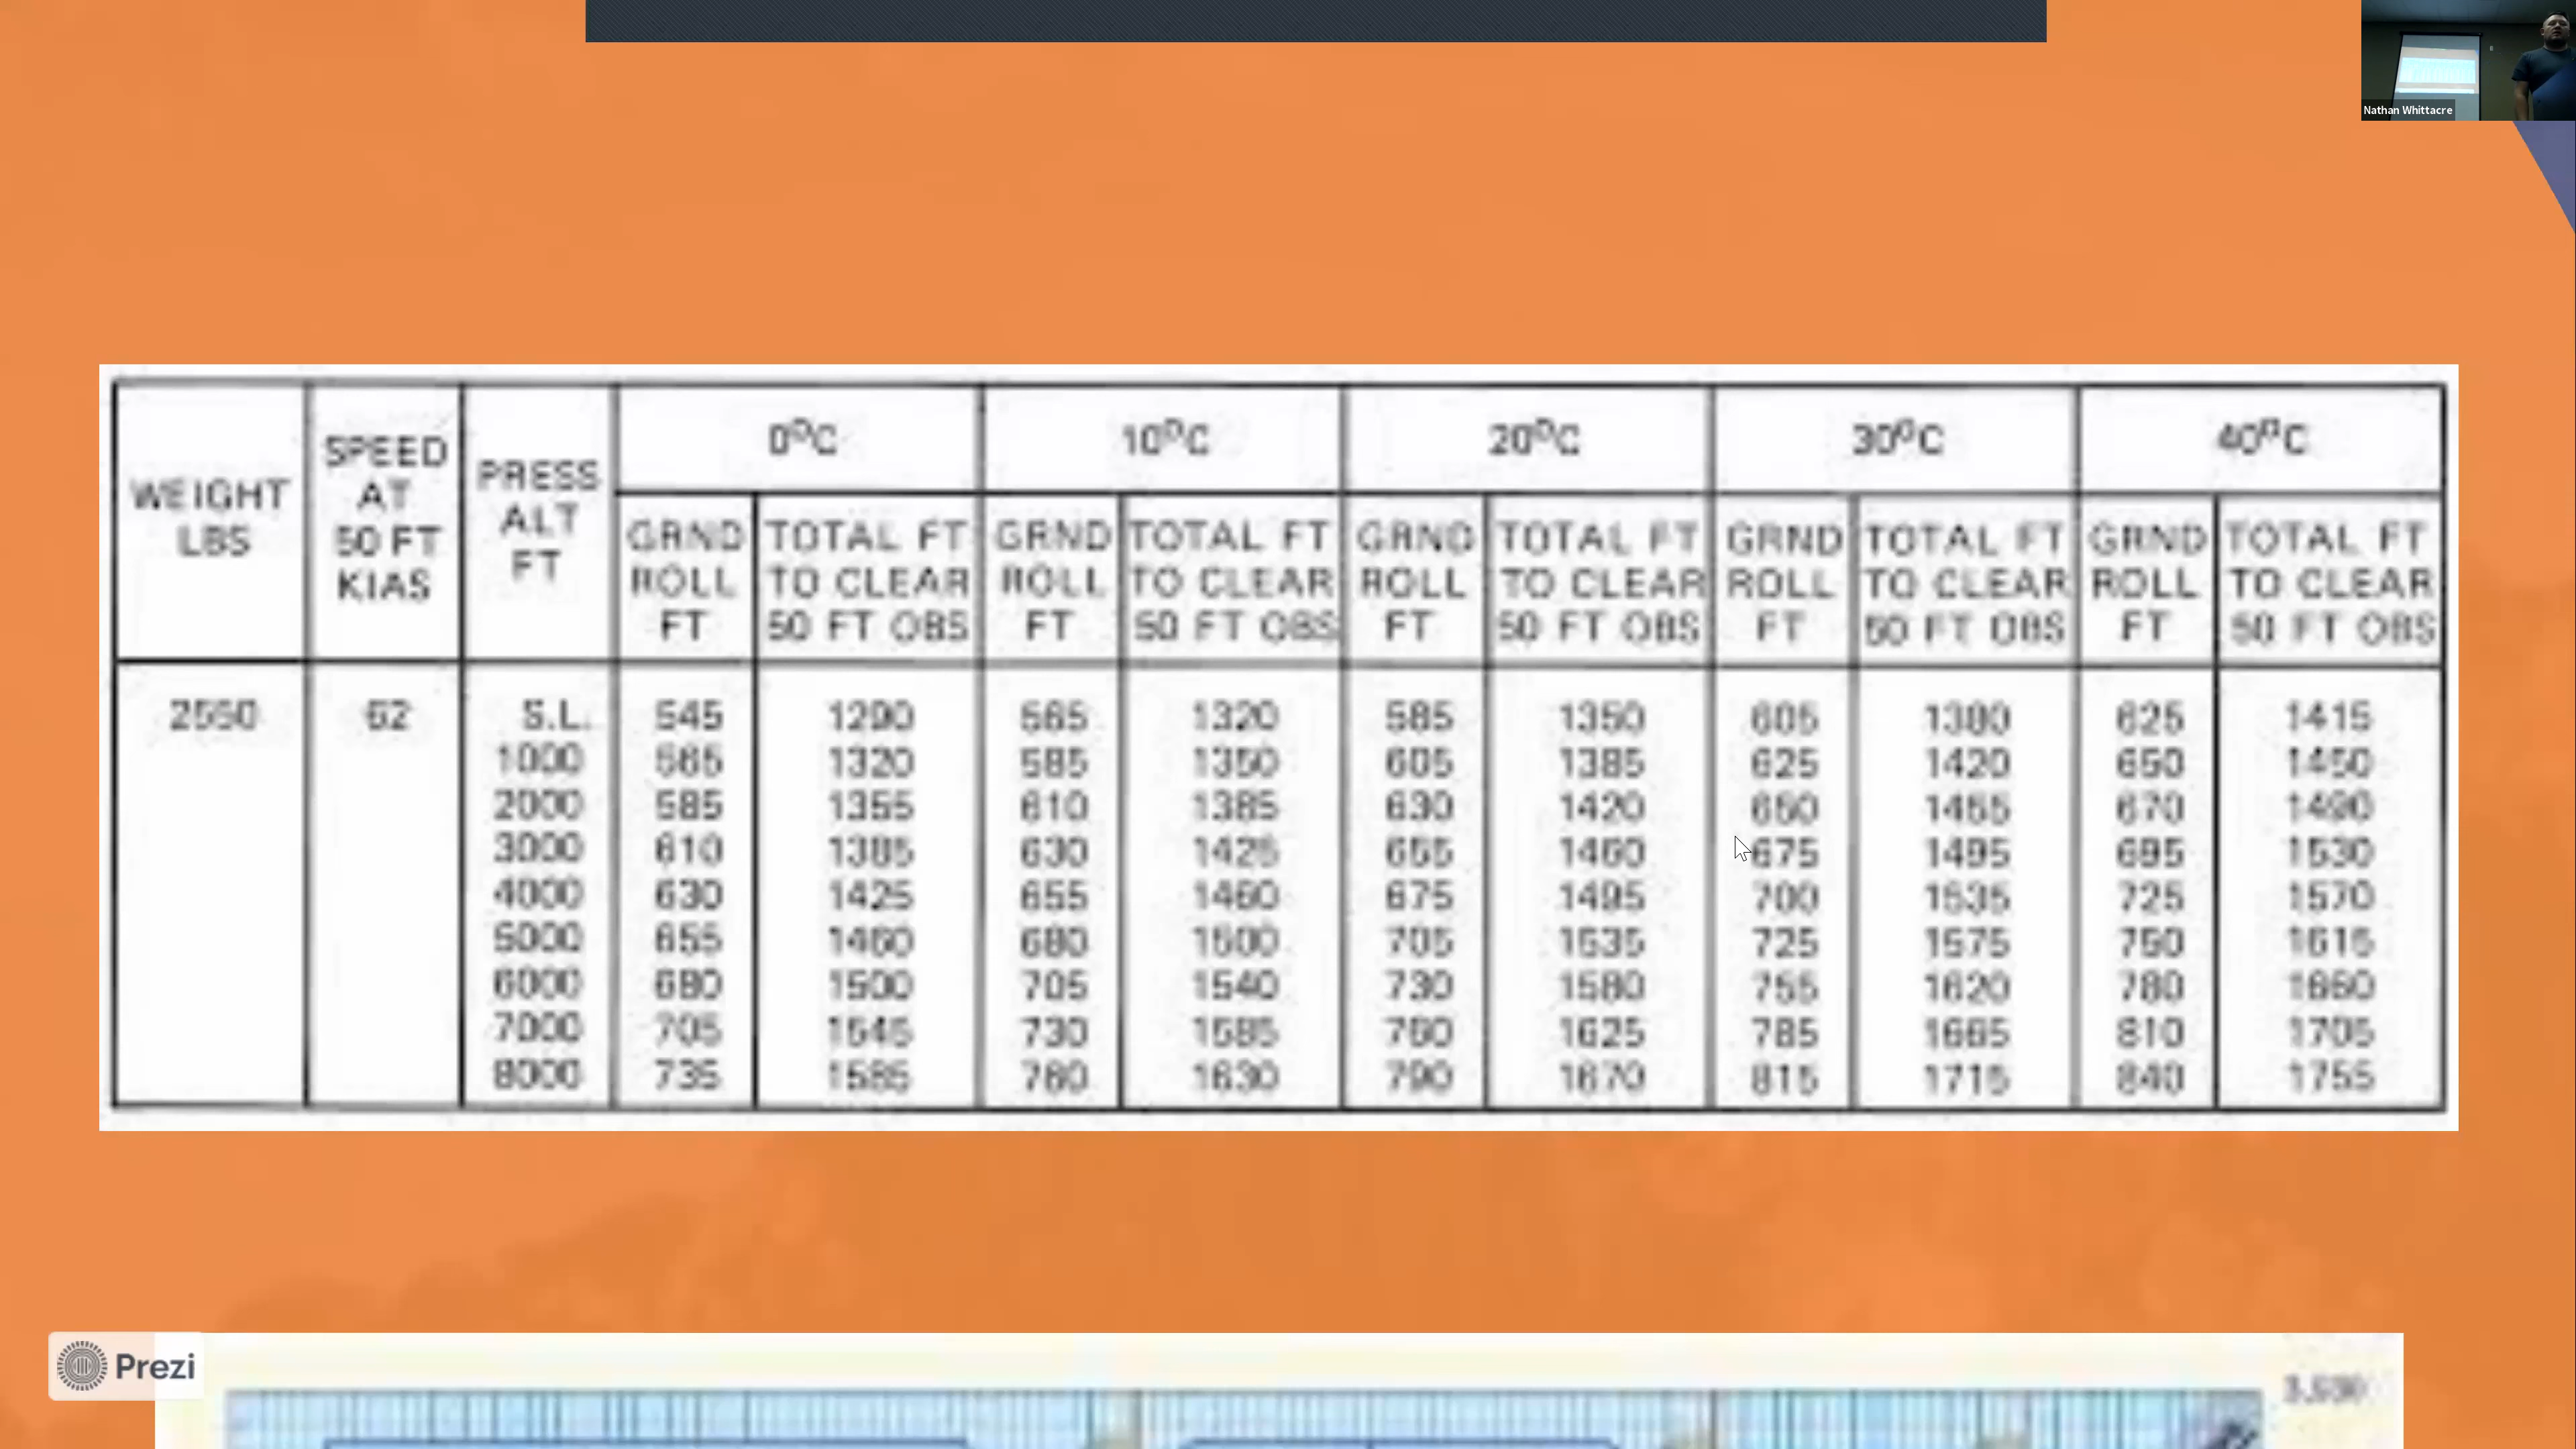 Nathan Whittacre
WEIGHT LBS | SPEED AT 50 FT KIAS | PRESS ALT FT | 0°C | 10°C | 20°C | 30°C | 40°C
GRND ROLL FT | TOTAL FT TO CLEAR 50 FT OBS | GRND ROLL FT | TOTAL FT TO CLEAR 50 FT OBS | GRND ROLL FT | TOTAL FT TO CLEAR 50 FT OBS | GRND ROLL FT | TOTAL FT TO CLEAR 50 FT OBS | GRND ROLL FT | TOTAL FT TO CLEAR 50 FT OBS
2550 62 S.L. 545 1290 565 1320 585 1350 605 1380 625 1415
1000 565 1320 585 1350 605 1385 625 1420 650 1450
2000 585 1355 610 1385 630 1420 650 1455 670 1490
3000 610 1385 630 1425 655 1460 675 1495 695 1530
4000 630 1425 655 1460 675 1495 700 1535 725 1570
5000 655 1460 680 1500 705 1535 725 1575 750 1615
6000 680 1500 705 1540 730 1580 755 1620 780 1660
7000 705 1545 730 1585 760 1625 785 1665 810 1705
8000 735 1585 760 1630 790 1670 815 1715 840 1755
Prezi